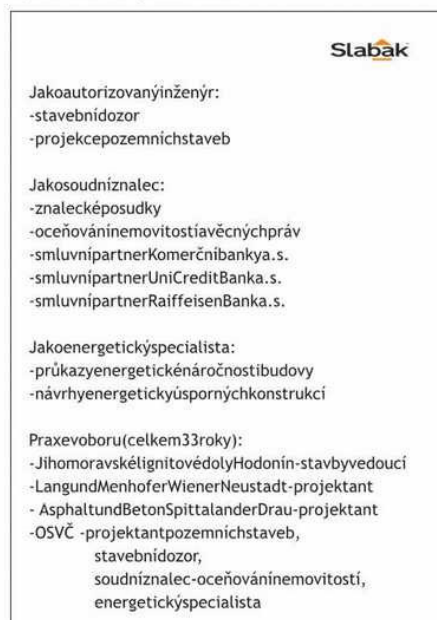 Slabak
Jakoautorizovanýinženýr:
-stavebnídozor
-projekcepozemníchstaveb
Jakosoudníznalec:
-znalecképosudky
-oceňovánínemovitostíavěcnýchpráv
-smluvnípartnerKomerčníbankya.s.
-smluvnípartnerUniCreditBanka.s.
-smluvnípartnerRaiffeisenBanka.s.
Jakoenergetickýspecialista:
-průkazyenergetickénáročnostibudovy
-návrhyenergetickyúspornýchkonstrukcí
Praxevoboru(celkem33roky):
-JihomoravskélignitovédolyHodonín-stavbyvedoucí
-LangundMenhoferWienerNeustadt-projektant
- AsphaltundBetonSpittalanderDrau-projektant
-OSVČ -projektantpozemníchstaveb,
stavebnídozor,
soudníznalec-oceňovánínemovitostí,
energetickýspecialista